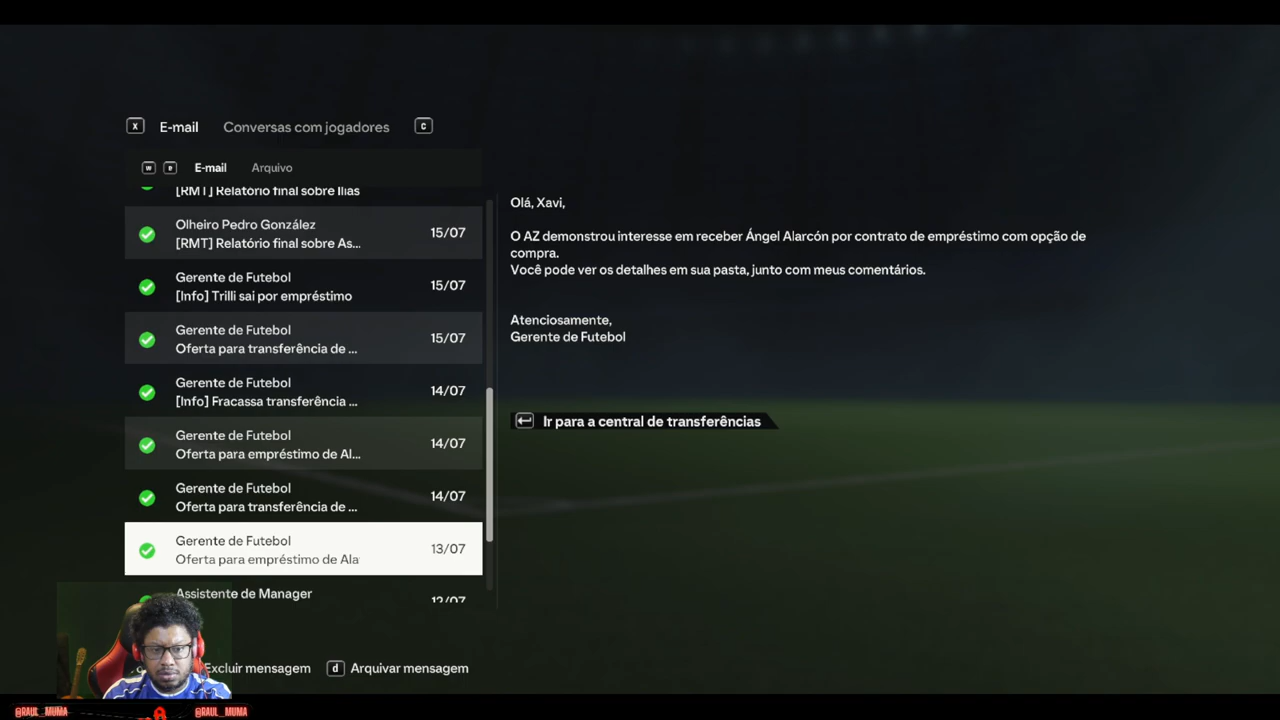 X E-mail Conversas com jogadores C
W R E-mail Arquivo
[RMT] Relatório final sobre Ilias
Olheiro Pedro González
[RMT] Relatório final sobre As...
15/07
Gerente de Futebol
[Info] Trilli sai por empréstimo
15/07
Gerente de Futebol
Oferta para transferência de ...
15/07
Gerente de Futebol
[Info] Fracassa transferência ...
14/07
Gerente de Futebol
Oferta para empréstimo de Al...
14/07
Gerente de Futebol
Oferta para transferência de ...
14/07
Gerente de Futebol
Oferta para empréstimo de Ala
13/07
Assistente de Manager
12/07
Excluir mensagem d Arquivar mensagem
Olá, Xavi,
O AZ demonstrou interesse em receber Ángel Alarcón por contrato de empréstimo com opção de
compra.
Você pode ver os detalhes em sua pasta, junto com meus comentários.
Atenciosamente,
Gerente de Futebol
Ir para a central de transferências
@RAUL_MUMA @RAUL_MUMA